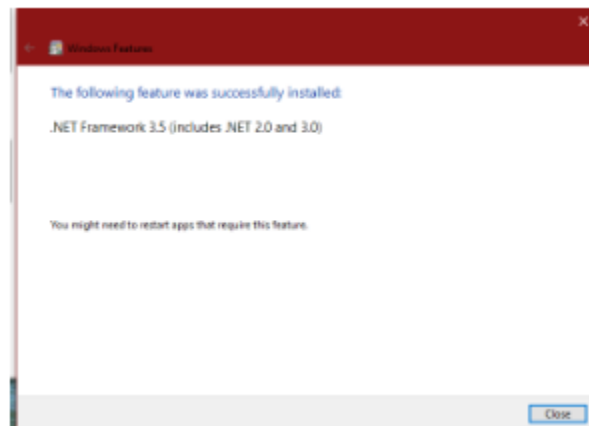 Windows Features
The following feature was successfully installed:
.NET Framework 3.5 (includes .NET 2.0 and 3.0)
You might need to restart apps that require this feature.
Close